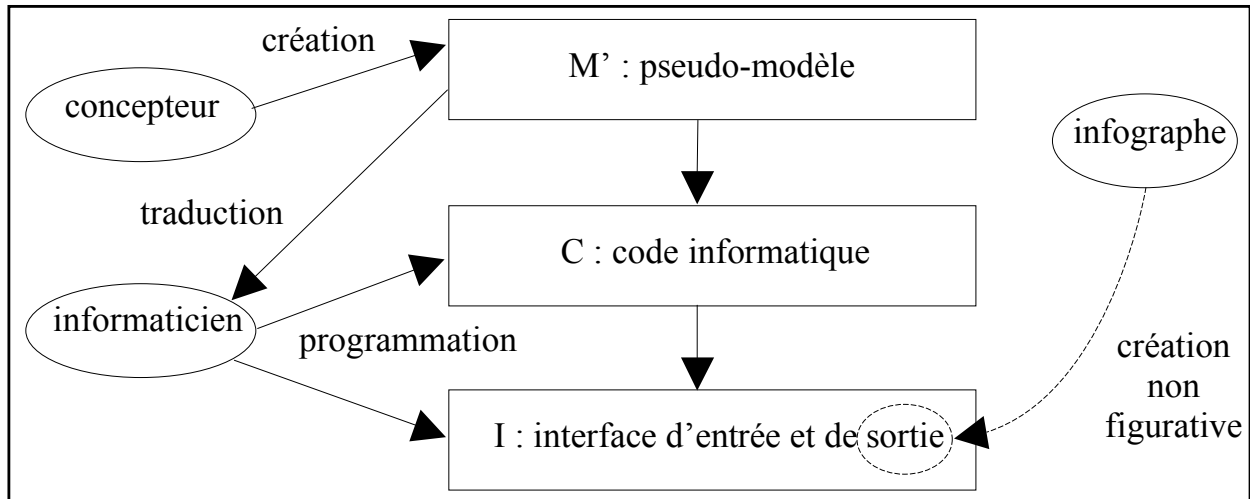 création
M’ : pseudo-modèle
concepteur
infographe
traduction
C : code informatique
informaticien
programmation
création
non
figurative
I : interface d’entrée et de sortie